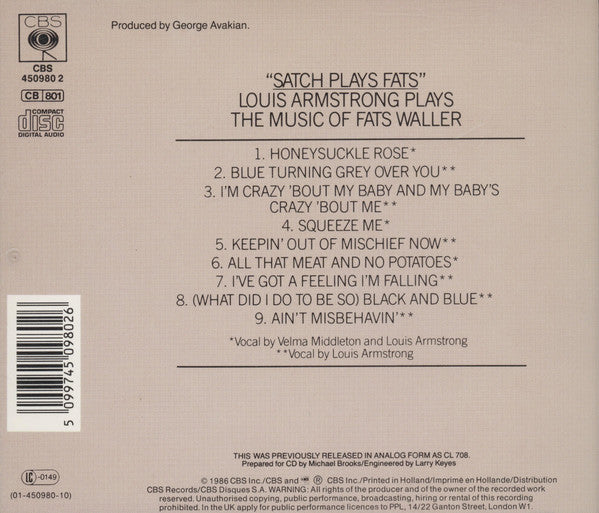 CBS
CBS
450980 2
CB 801
COMPACT
disc
DIGITAL AUDIO
Produced by George Avakian.
“SATCH PLAYS FATS”
LOUIS ARMSTRONG PLAYS
THE MUSIC OF FATS WALLER
1. HONEYSUCKLE ROSE*
2. BLUE TURNING GREY OVER YOU**
3. I'M CRAZY 'BOUT MY BABY AND MY BABY'S
CRAZY 'BOUT ME**
4. SQUEEZE ME*
5. KEEPIN' OUT OF MISCHIEF NOW**
6. ALL THAT MEAT AND NO POTATOES*
7. I'VE GOT A FEELING I'M FALLING**
8. (WHAT DID I DO TO BE SO) BLACK AND BLUE**
9. AIN'T MISBEHAVIN'**
*Vocal by Velma Middleton and Louis Armstrong
**Vocal by Louis Armstrong
5 099745 098026
THIS WAS PREVIOUSLY RELEASED IN ANALOG FORM AS CL 708.
Prepared for CD by Michael Brooks/Engineered by Larry Keyes
LC-0149
(01-450980-10)
© 1986 CBS Inc./CBS and ℗ CBS Inc./Printed in Holland/Imprimé en Hollande/Distribution
CBS Records/CBS Disques S.A. WARNING: All rights of the producer and of the owner of the recorded work
reserved. Unauthorised copying, public performance, broadcasting, hiring or rental of this recording
prohibited. In the UK apply for public performance licences to PPL, 14/22 Ganton Street, London W1.